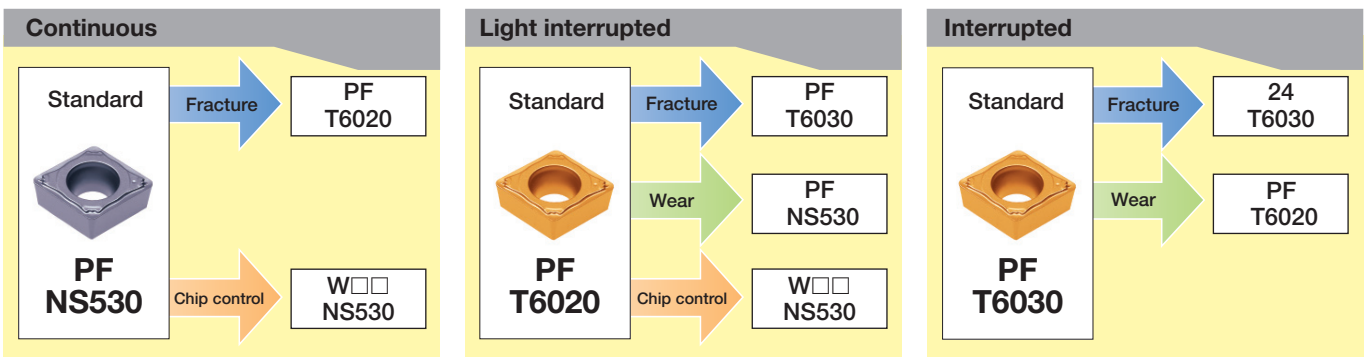 Continuous
Standard
PF
NS530
Fracture
PF
T6020
Chip control
W□□
NS530
Light interrupted
Standard
PF
T6020
Fracture
PF
T6030
Wear
PF
NS530
Chip control
W□□
NS530
Interrupted
Standard
PF
T6030
Fracture
24
T6030
Wear
PF
T6020